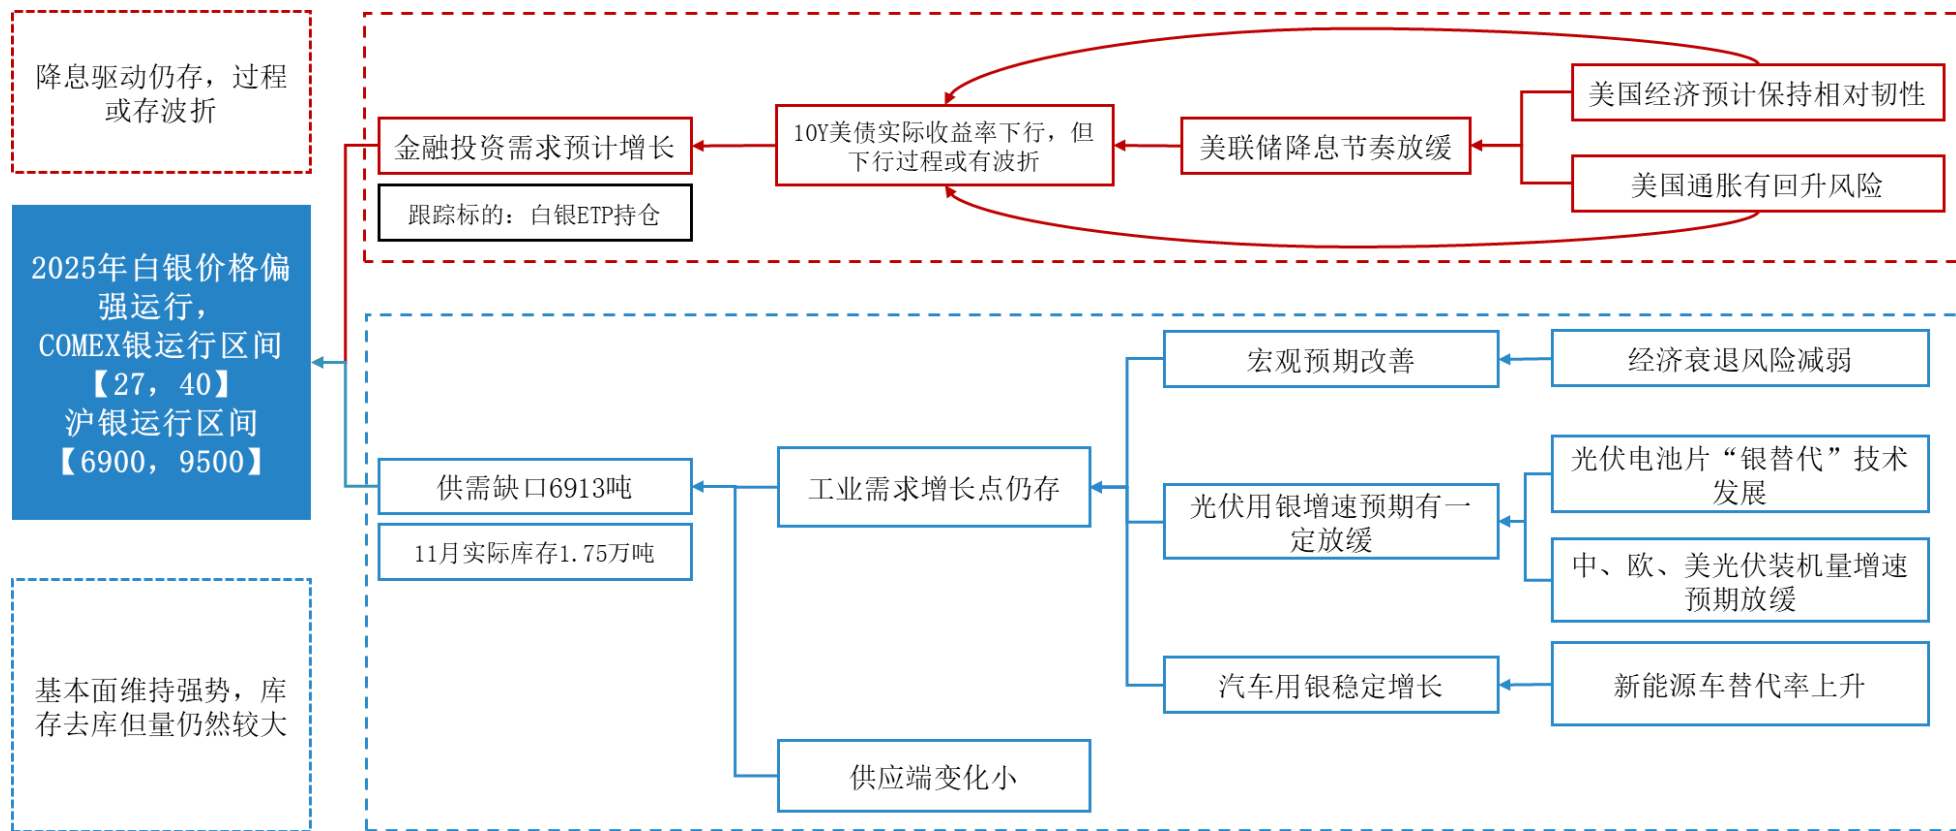 降息驱动仍存，过程
或存波折
金融投资需求预计增长
跟踪标的：白银ETP持仓
10Y美债实际收益率下行，但
下行过程或有波折
美联储降息节奏放缓
美国经济预计保持相对韧性
美国通胀有回升风险
2025年白银价格偏
强运行，
COMEX银运行区间
【27，40】
沪银运行区间
【6900，9500】
基本面维持强势，库
存去库但量仍然较大
供需缺口6913吨
11月实际库存1.75万吨
工业需求增长点仍存
供应端变化小
宏观预期改善
光伏用银增速预期有一
定放缓
汽车用银稳定增长
经济衰退风险减弱
光伏电池片“银替代”技术
发展
中、欧、美光伏装机量增速
预期放缓
新能源车替代率上升